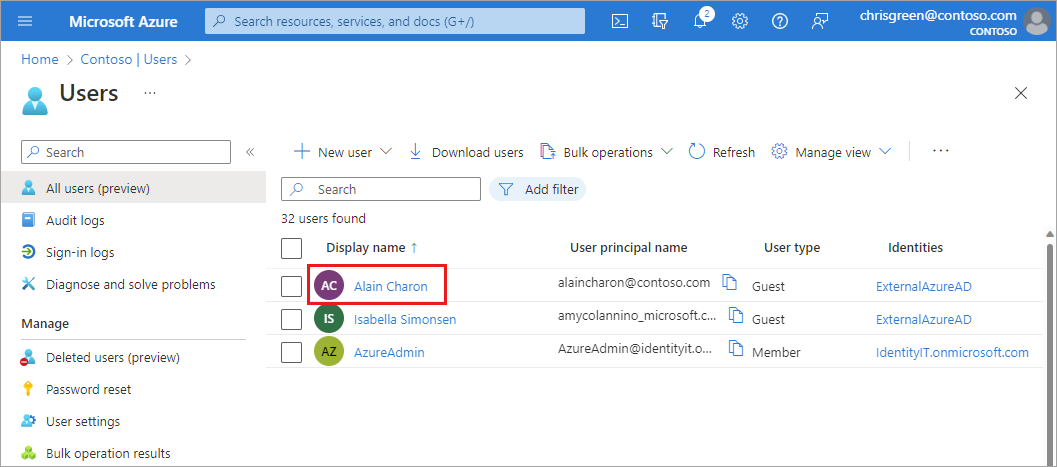 Microsoft Azure
Search resources, services, and docs (G+/)
2
chrisgreen@contoso.com
CONTOSO
Home > Contoso | Users >
Users ...
Search «
All users (preview)
Audit logs
Sign-in logs
Diagnose and solve problems
Manage
Deleted users (preview)
Password reset
User settings
Bulk operation results
+ New user Download users Bulk operations Refresh Manage view ...
Search Add filter
32 users found
Display name ↑ User principal name User type Identities
AC Alain Charon alaincharon@contoso.com Guest ExternalAzureAD
IS Isabella Simonsen amycolannino_microsoft.c... Guest ExternalAzureAD
AZ AzureAdmin AzureAdmin@identityit.o... Member IdentityIT.onmicrosoft.com